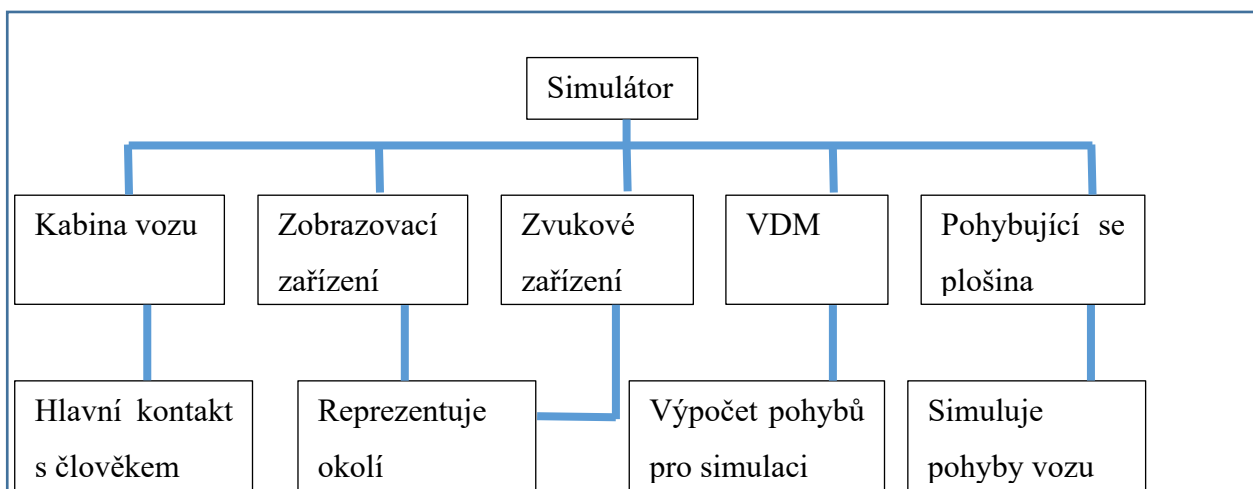 Simulátor
Kabina vozu
Zobrazovací
zařízení
Zvukové
zařízení
VDM
Pohybující se
plošina
Hlavní kontakt
s člověkem
Reprezentuje
okolí
Výpočet pohybů
pro simulaci
Simuluje
pohyby vozu